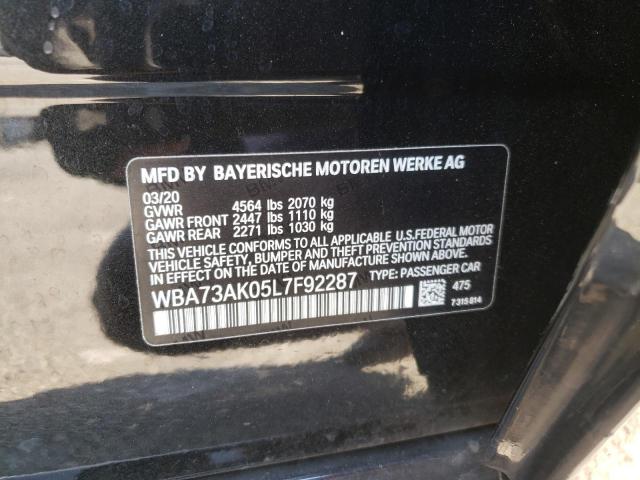 MFD BY BAYERISCHE MOTOREN WERKE AG
03/20
GVWR 4564 lbs 2070 kg
GAWR FRONT 2447 lbs 1110 kg
GAWR REAR 2271 lbs 1030 kg
THIS VEHICLE CONFORMS TO ALL APPLICABLE U.S.FEDERAL MOTOR
VEHICLE SAFETY, BUMPER AND THEFT PREVENTION STANDARDS
IN EFFECT ON THE DATE OF MANUFACTURE SHOWN ABOVE.
WBA73AK05L7F92287 TYPE: PASSENGER CAR
475
7315814